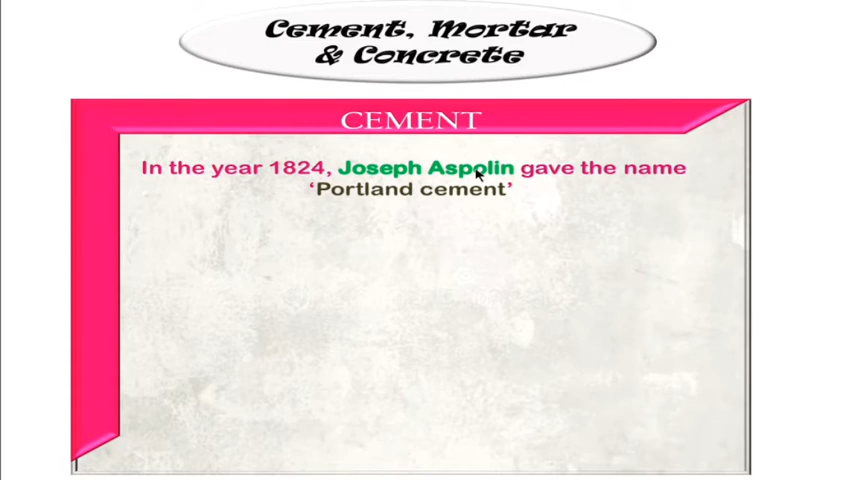 Cement, Mortar
& Concrete
CEMENT
In the year 1824, Joseph Aspolin gave the name
‘Portland cement’